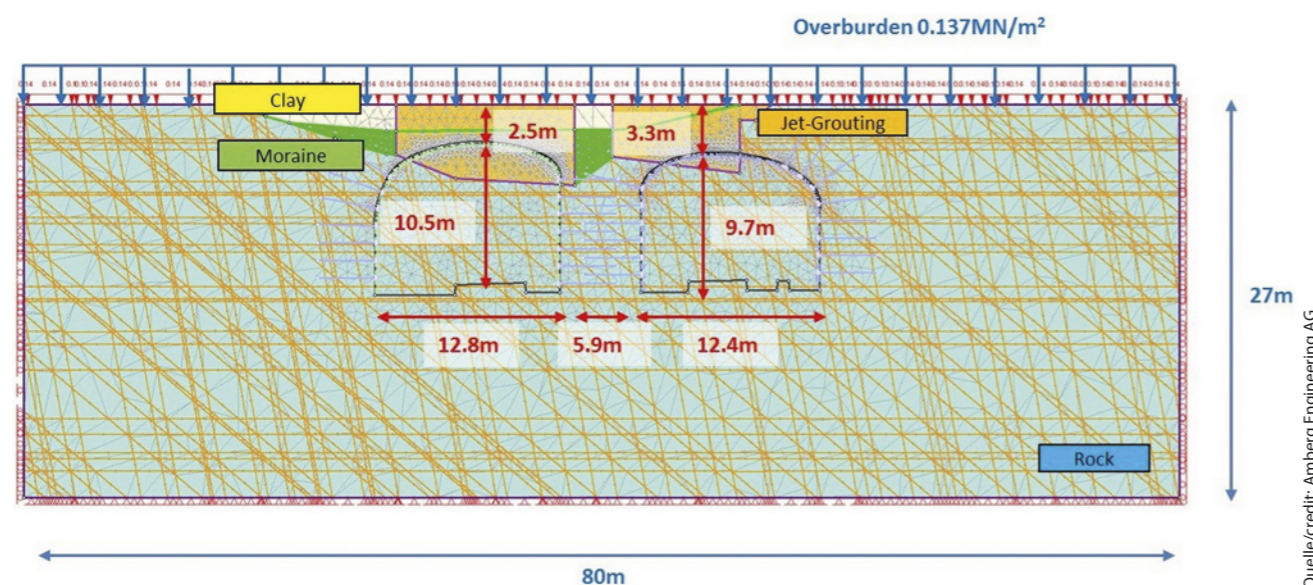 Overburden 0.137MN/m²
Clay
Moraine
2.5m
3.3m
Jet-Grouting
10.5m
9.7m
12.8m
5.9m
12.4m
27m
Rock
80m
Quelle/credit: Amberg Engineering AG